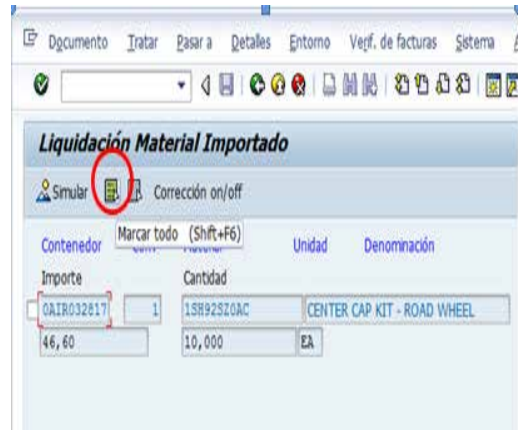 Documento Tratar Pasar a Detalles Entorno Verif. de facturas Sistema
Liquidación Material Importado
Simular Corrección on/off
Marcar todo (Shift+F6)
Contenedor Unidad Denominación
Importe Cantidad
0AIR032817 1 1SH92SZ0AC CENTER CAP KIT - ROAD WHEEL
46,60 10,000 EA